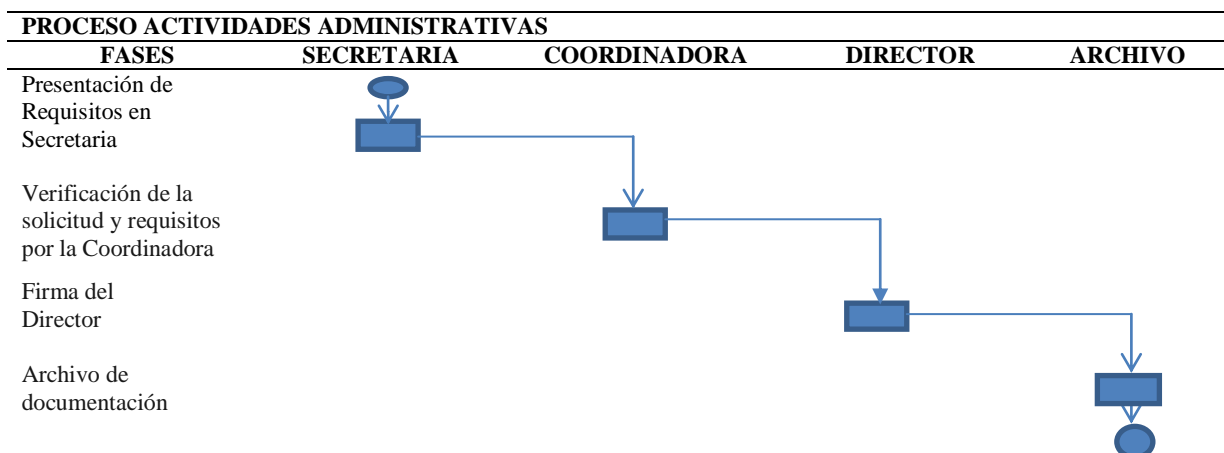 PROCESO ACTIVIDADES ADMINISTRATIVAS
FASES SECRETARIA COORDINADORA DIRECTOR ARCHIVO
Presentación de
Requisitos en
Secretaria
Verificación de la
solicitud y requisitos
por la Coordinadora
Firma del
Director
Archivo de
documentación